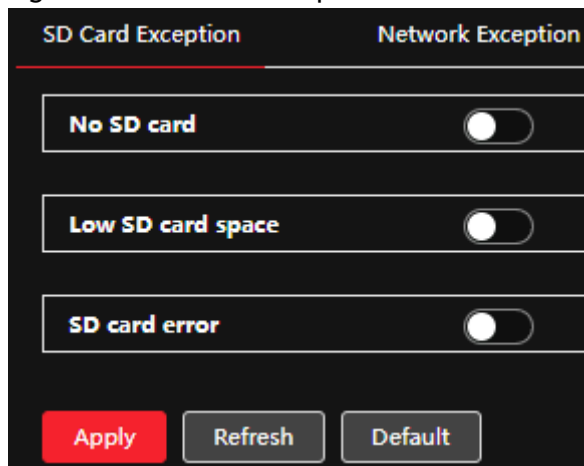 SD Card Exception Network Exception
No SD card
Low SD card space
SD card error
Apply Refresh Default